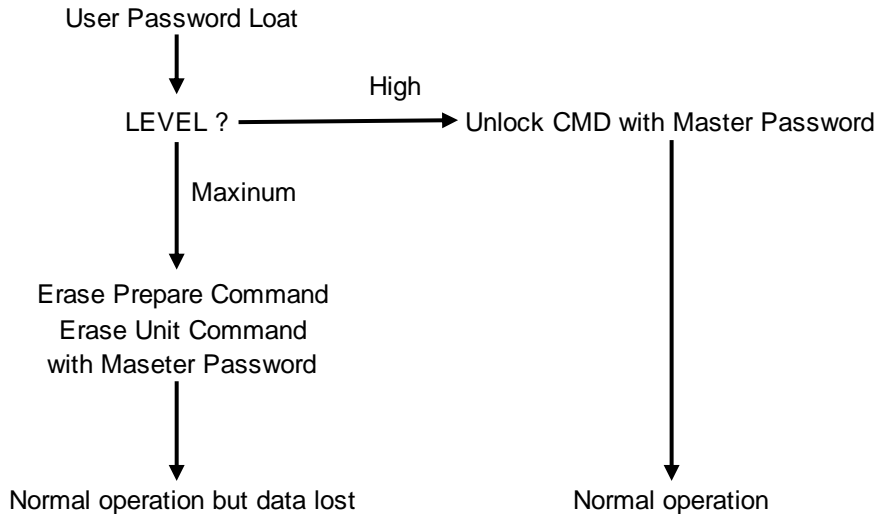 User Password Loat
High
LEVEL ?
Unlock CMD with Master Password
Maxinum
Erase Prepare Command
Erase Unit Command
with Maseter Password
Normal operation but data lost
Normal operation